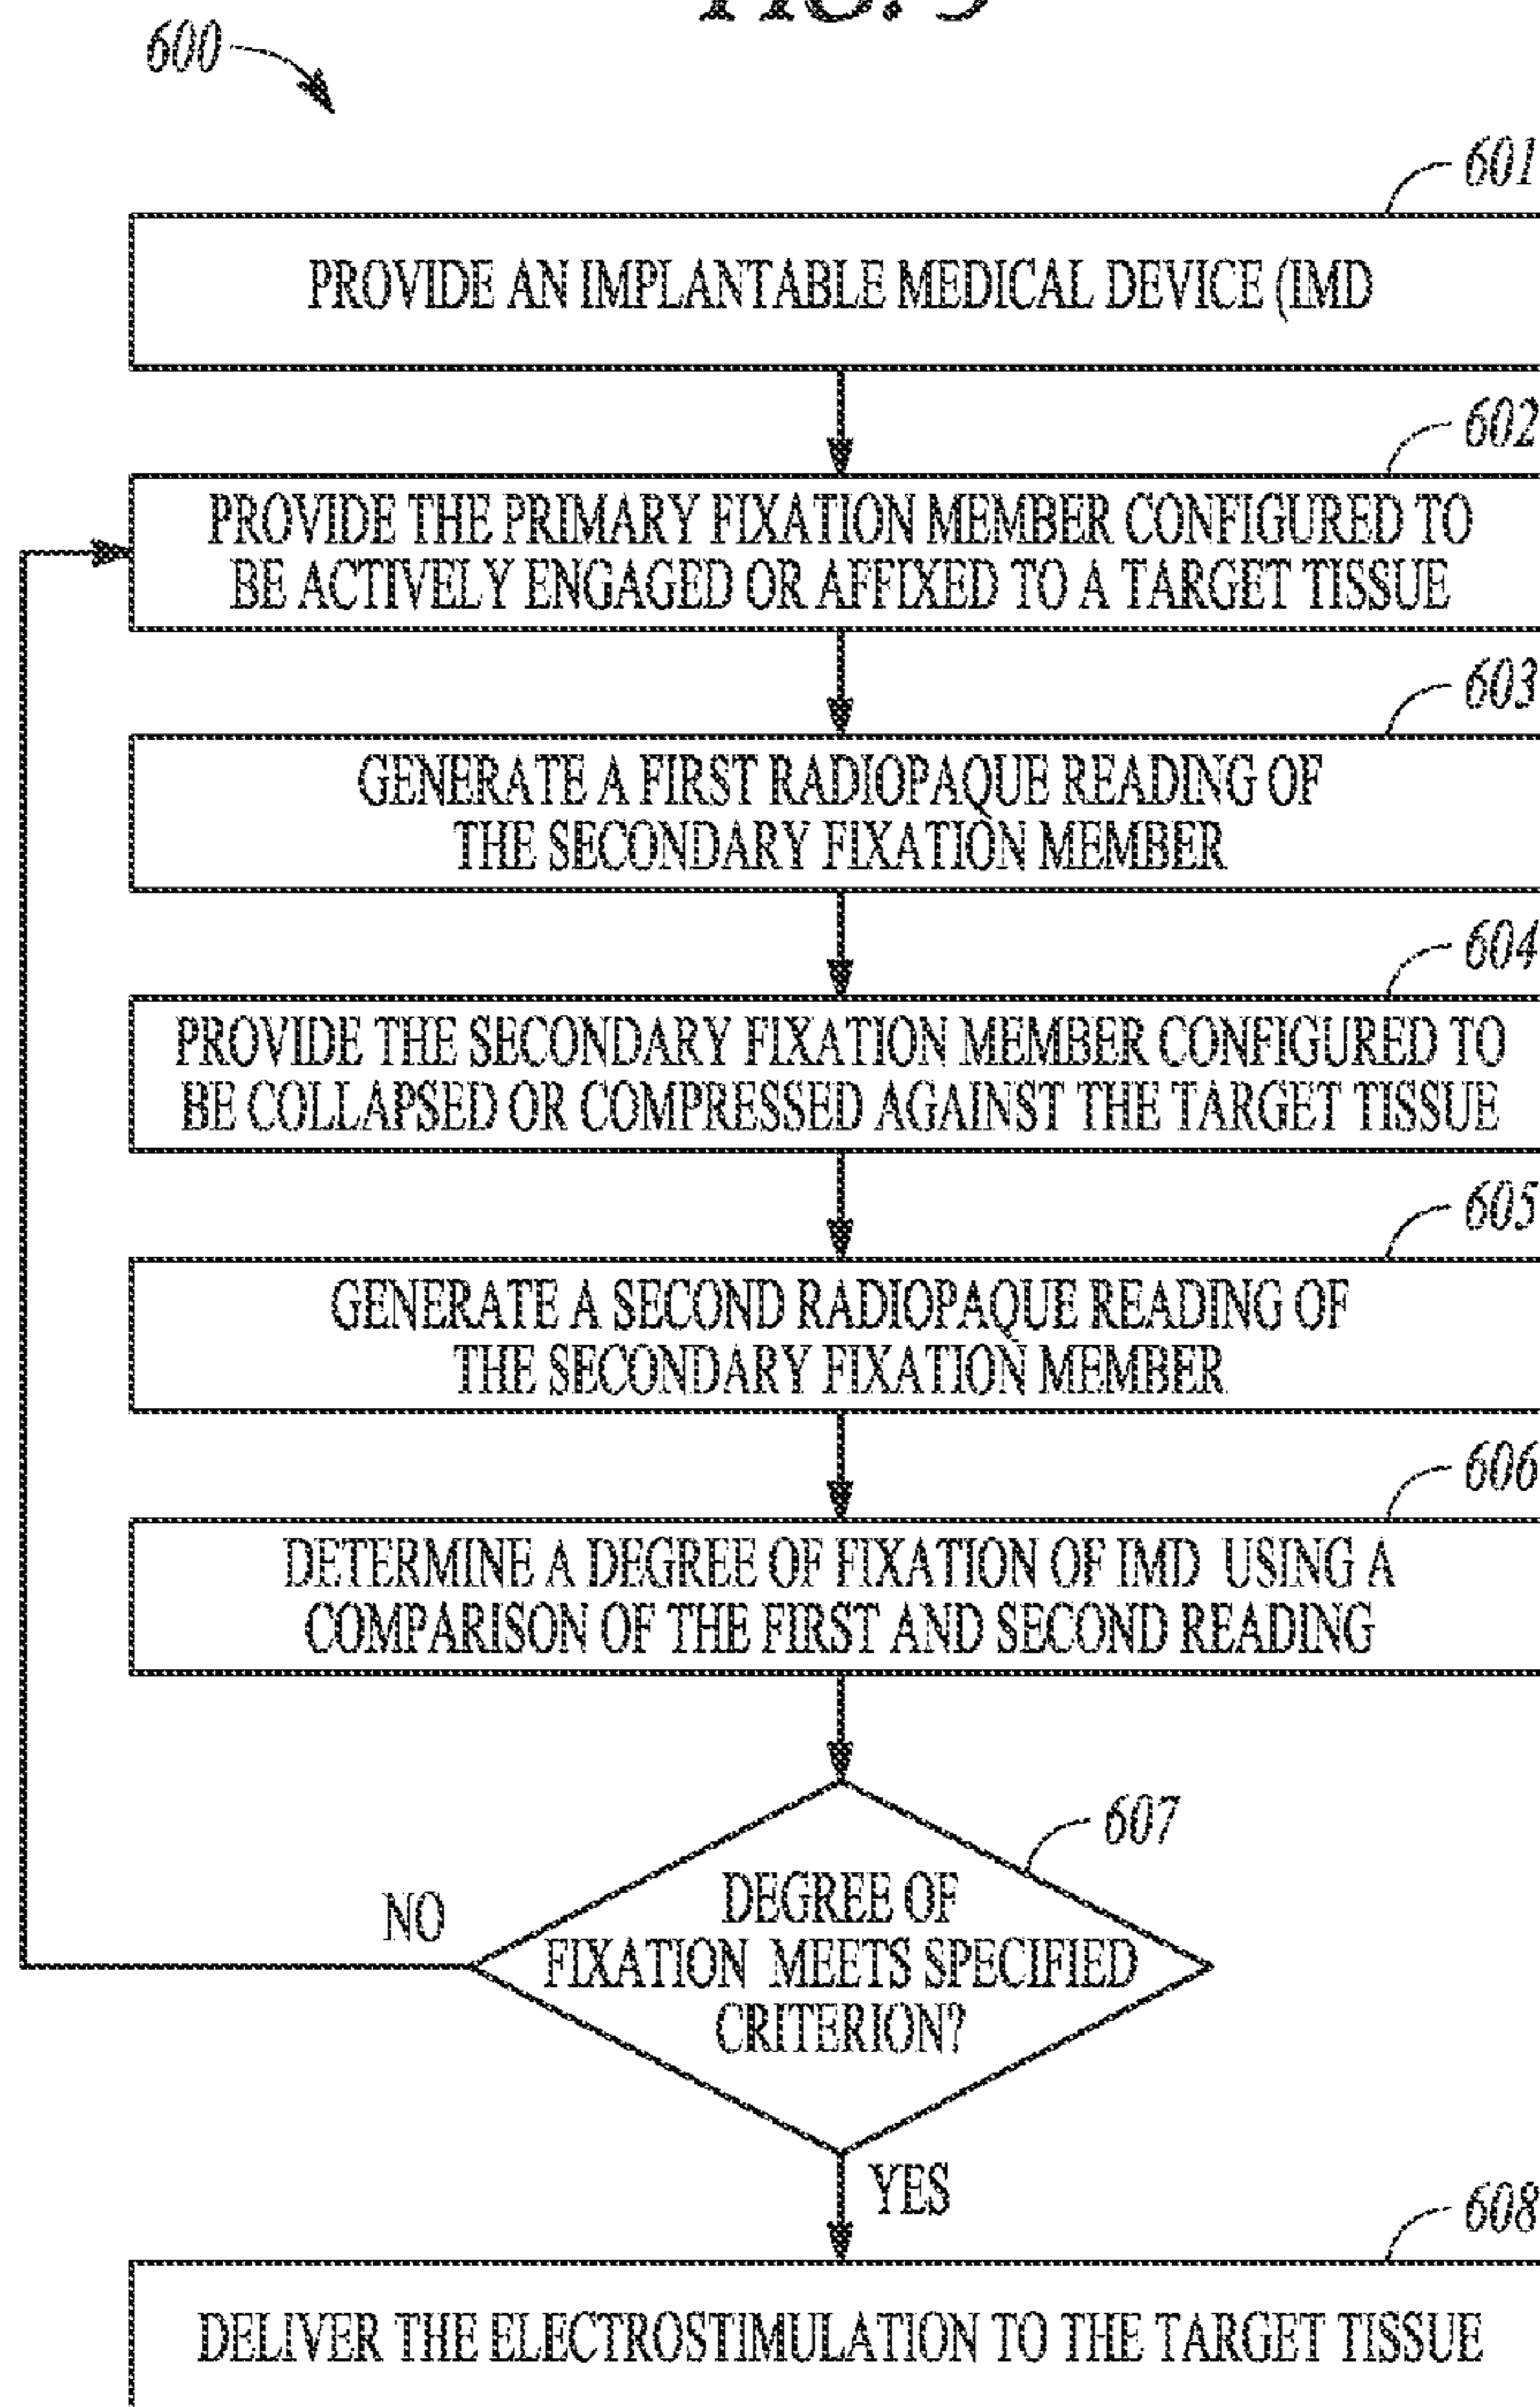 600
601
PROVIDE AN IMPLANTABLE MEDICAL DEVICE (IMD
602
PROVIDE THE PRIMARY FIXATION MEMBER CONFIGURED TO
BE ACTIVELY ENGAGED OR AFFIXED TO A TARGET TISSUE
603
GENERATE A FIRST RADIOPAQUE READING OF
THE SECONDARY FIXATION MEMBER
604
PROVIDE THE SECONDARY FIXATION MEMBER CONFIGURED TO
BE COLLAPSED OR COMPRESSED AGAINST THE TARGET TISSUE
605
GENERATE A SECOND RADIOPAQUE READING OF
THE SECONDARY FIXATION MEMBER
606
DETERMINE A DEGREE OF FIXATION OF IMD USING A
COMPARISON OF THE FIRST AND SECOND READING
607
DEGREE OF
FIXATION MEETS SPECIFIED
CRITERION?
NO
YES
608
DELIVER THE ELECTROSTIMULATION TO THE TARGET TISSUE